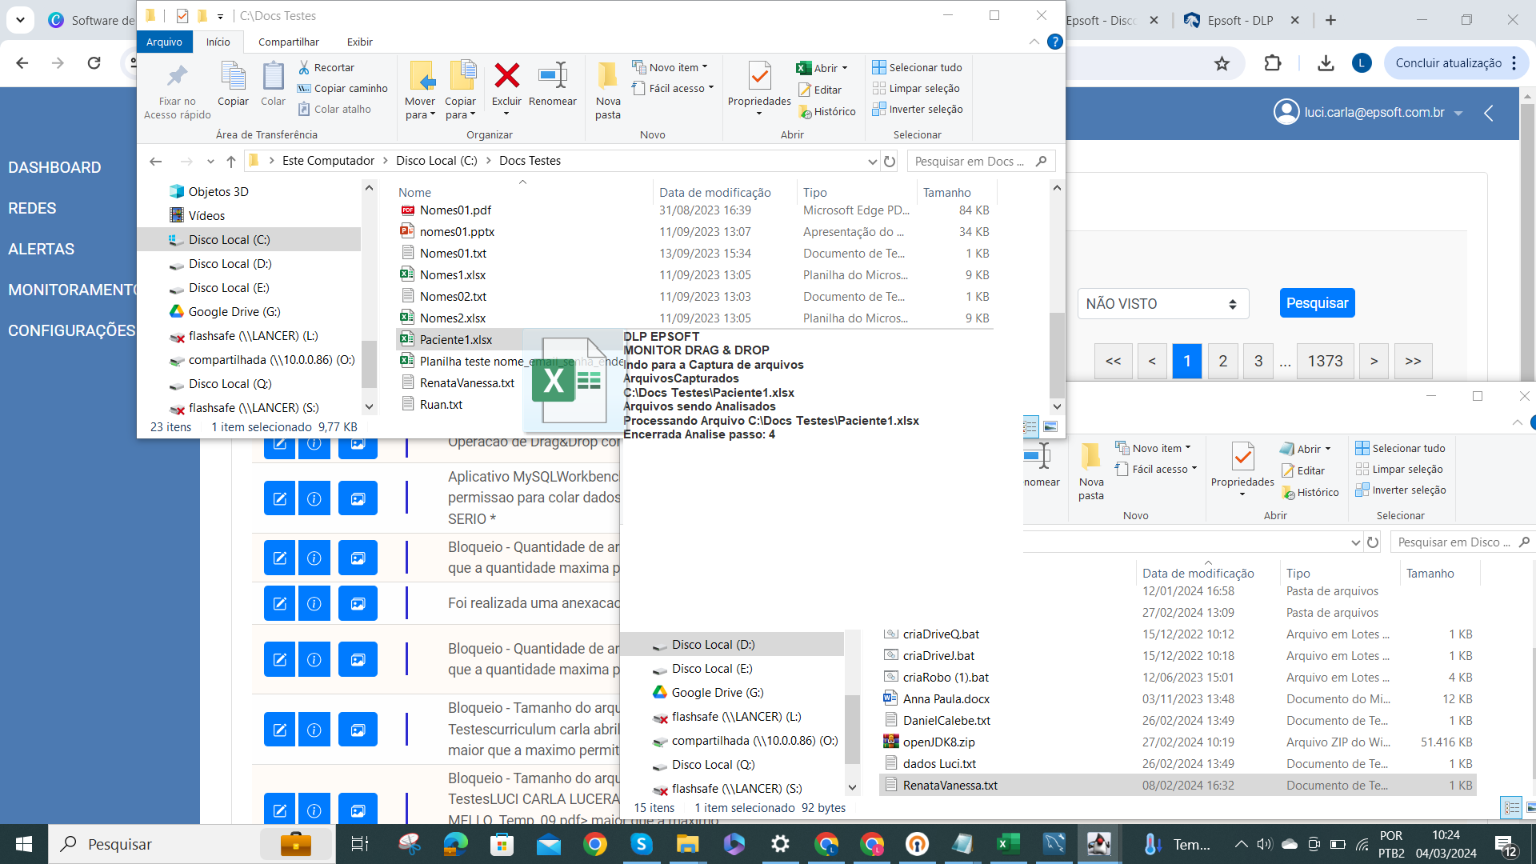 Software de
C:\Docs Testes
Epsoft - Disc
Epsoft - DLP
Arquivo
Início
Compartilhar
Exibir
Concluir atualização
L
Fixar no
Acesso rápido
Copiar
Colar
Recortar
Copiar caminho
Colar atalho
Mover
para
Copiar
para
Excluir
Renomear
Nova
pasta
Novo item
Fácil acesso
Propriedades
Abrir
Editar
Histórico
Selecionar tudo
Limpar seleção
Inverter seleção
Área de Transferência
Organizar
Novo
Abrir
Selecionar
luci.carla@epsoft.com.br
Este Computador > Disco Local (C:) > Docs Testes
Pesquisar em Docs ...
DASHBOARD
REDES
ALERTAS
MONITORAMENTO
CONFIGURAÇÕES
Objetos 3D
Vídeos
Disco Local (C:)
Disco Local (D:)
Disco Local (E:)
Google Drive (G:)
flashsafe (\\LANCER) (L:)
compartilhada (\\10.0.0.86) (O:)
Disco Local (Q:)
flashsafe (\\LANCER) (S:)
Nome Data de modificação Tipo Tamanho
Nomes01.pdf 31/08/2023 16:39 Microsoft Edge PD... 84 KB
nomes01.pptx 11/09/2023 13:07 Apresentação do ... 34 KB
Nomes01.txt 13/09/2023 15:34 Documento de Te... 1 KB
Nomes1.xlsx 11/09/2023 13:05 Planilha do Micros... 9 KB
Nomes02.txt 11/09/2023 13:03 Documento de Te... 1 KB
Nomes2.xlsx 11/09/2023 13:05 Planilha do Micros... 9 KB
Paciente1.xlsx
Planilha teste nome_email_senha_ende
RenataVanessa.txt
Ruan.txt
23 itens 1 item selecionado 9,77 KB
NÃO VISTO
Pesquisar
<< < 1 2 3 ... 1373 > >>
X
DLP EPSOFT
MONITOR DRAG & DROP
Indo para a Captura de arquivos
ArquivosCapturados
C:\Docs Testes\Paciente1.xlsx
Arquivos sendo Analisados
Processando Arquivo C:\Docs Testes\Paciente1.xlsx
Encerrada Analise passo: 4
Operacao de Drag&Drop cor
Aplicativo MySQLWorkbenc
permissao para colar dados
SERIO *
Bloqueio - Quantidade de ar
que a quantidade maxima p
Foi realizada uma anexacao
Bloqueio - Quantidade de ar
que a quantidade maxima p
Bloqueio - Tamanho do arqu
Testescurriculum carla abril
maior que a maximo permit
Bloqueio - Tamanho do arqu
TestesLUCI CARLA LUCERA
MELLO_Temp_09.pdf> maior que a maximo
nomear
Nova
pasta
Novo item
Fácil acesso
Propriedades
Abrir
Editar
Histórico
Selecionar tudo
Limpar seleção
Inverter seleção
Novo
Abrir
Selecionar
Pesquisar em Disco ...
Data de modificação Tipo Tamanho
12/01/2024 16:58 Pasta de arquivos
27/02/2024 13:09 Pasta de arquivos
criaDriveQ.bat 15/12/2022 10:12 Arquivo em Lotes ... 1 KB
criaDriveJ.bat 15/12/2022 10:18 Arquivo em Lotes ... 1 KB
criaRobo (1).bat 12/06/2023 15:01 Arquivo em Lotes ... 4 KB
Anna Paula.docx 03/11/2023 13:48 Documento do Mi... 12 KB
DanielCalebe.txt 26/02/2024 13:49 Documento de Te... 1 KB
openJDK8.zip 27/02/2024 10:19 Arquivo ZIP do Wi... 51.416 KB
dados Luci.txt 26/02/2024 13:49 Documento de Te... 1 KB
RenataVanessa.txt 08/02/2024 16:32 Documento de Te... 1 KB
Disco Local (D:)
Disco Local (E:)
Google Drive (G:)
flashsafe (\\LANCER) (L:)
compartilhada (\\10.0.0.86) (O:)
Disco Local (Q:)
flashsafe (\\LANCER) (S:)
15 itens 1 item selecionado 92 bytes
Pesquisar
Tem...
POR
PTB2
10:24
04/03/2024
12